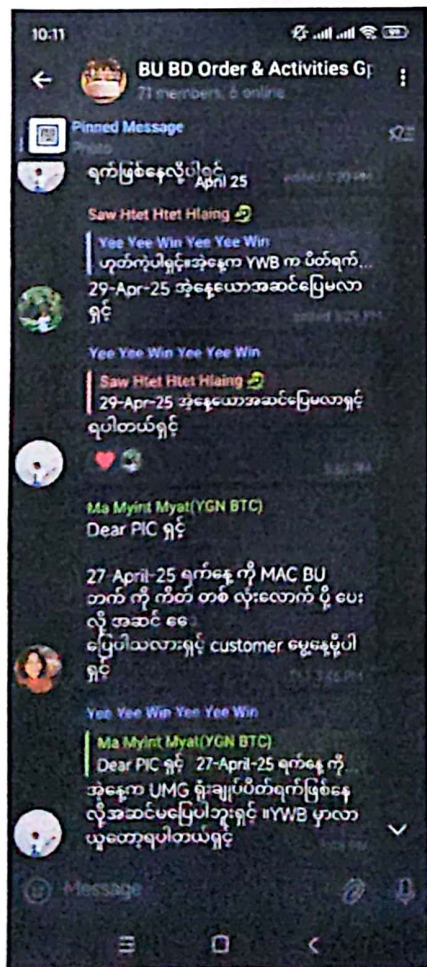 10:11
99
BU BD Order & Activities Gp
71 members, 6 online
Pinned Message
Photo
ရက်ဖြစ်နေလို့ပါရှင့်
April 25
Saw Htet Htet Hlaing
Yee Yee Win Yee Yee Win
ဟုတ်ကဲ့ပါရှင့်။အဲ့နေ့က YWB က ပိတ်ရက်...
29-Apr-25 အဲ့နေ့ယောအဆင်ပြေမလာ
ရှင့်
Yee Yee Win Yee Yee Win
Saw Htet Htet Hlaing
29-Apr-25 အဲ့နေ့ယောအဆင်ပြေမလာရှင့်
ရပါတယ်ရှင့်
Ma Myint Myat(YGN BTC)
Dear PIC ရှင့်
27-April-25 ရက်နေ့ ကို MAC BU
ဘက် ကို ကိတ် တစ် လုံးလောက် ပို့ ပေး
လို့ အဆင်
ပြေပါသလားရှင့် customer မွေ့နေ့မို့ပါ
ရှင့်
Yee Yee Win Yee Yee Win
Ma Myint Myat(YGN BTC)
Dear PIC ရှင့် 27-April-25 ရက်နေ့ ကို...
အဲ့နေ့က UMG ရုံးချုပ်ပိတ်ရက်ဖြစ်နေ
လို့အဆင်မပြေပါဘူးရှင့် ။YWB မှာလာ
ယူတော့ရပါတယ်ရှင့်
Message